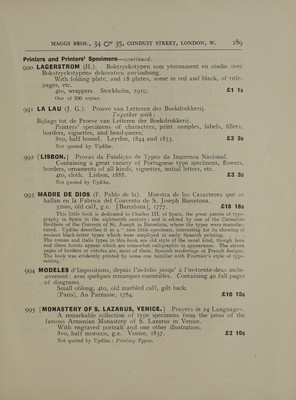 MAGGS BROS., 34 & 35, CONDUIT STREET, LONDON, W. 189
Printers and Printers' Specimens—continued.
990 LAGERSTROM (H.). Boktryckstypen som ytornament en studie over
Bokstryckstypens dekorativa anvindning.
With folding plate, and 18 plates, some in red and black, of title-
pages, etc.
4to, wrappers. Stockholm, 1919. £1 1s
One of 200 copies.
991 LA LAU (J. G.). Proeve van Letteren der Boekdrukkerij.
Together with:
Bijlage tot de Proeven van Letteren der Boekdrukkerij.
Printers' specimens of characters, print samples, labels, fillets,
borders, vignettes, and head-pieces.
8vo, half bound. Leyden, 1844 and 1853. £3 3s
Not quoted by Updike.
992 [LISBON.] Provas da Fundição de Typos da Imprensa Nacional.
Containing a great variety of Portuguese type specimens, flowers,
borders, ornaments of all kinds, vignettes, initial letters, etc.
4to, cloth. Lisbon, 1888. £3 3s
Not quoted by Updike.
993 MADRE DE DIOS (F. Pablo de la). Muestra de los Caracteres que se
hallan en la Fabrica del Convento de S. Joseph Barcelona.
32mo, old calf, g.e. [Barcelona], 1777. £18 18s
This little book is dedicated to Charles III. of Spain, the great patron of typo-
graphy in Spain in the eighteenth century; and is edited by one of the Carmelite
Brothers of the Convent of St. Joseph in Barcelona, where the types were manufac-
tured. Updike describes it as a "rare little specimen, interesting for its showing of
ancient black-letter types which were employed in early Spanish printing.
The roman and italic types in this book are old style of the usual kind, though here
and there bounts appear which are somewhat calligraphic in appearance. The eleven
pages of borders or viñetas are, most of them, Spanish renderings of French designs.
The book was evidently printed by some one familiar with Fournier's style of type-
setting."
994 MODELES d'Impositions, depuis l'in-folio jusqu' à l'in-trente-deux inclu-
sivement: avec quelques remarques essentielles. Containing 40 full pages
of diagrams.
Small oblong, 4to, old marbled calf, gilt back.
(Paris), Au Parnasse, 1784. £10 10s
995 [MONASTERY OF S. LAZARUS, VENICE.] Prayers in 24 Languages.
A remarkable collection of type specimens from the press of the
famous Armenian Monastery of S. Lazarus in Venice.
With engraved portrait and one other illustration.
8vo, half morocco, g.e. Venice, 1837. £2 10s
Not quoted by Updike: Printing Types.